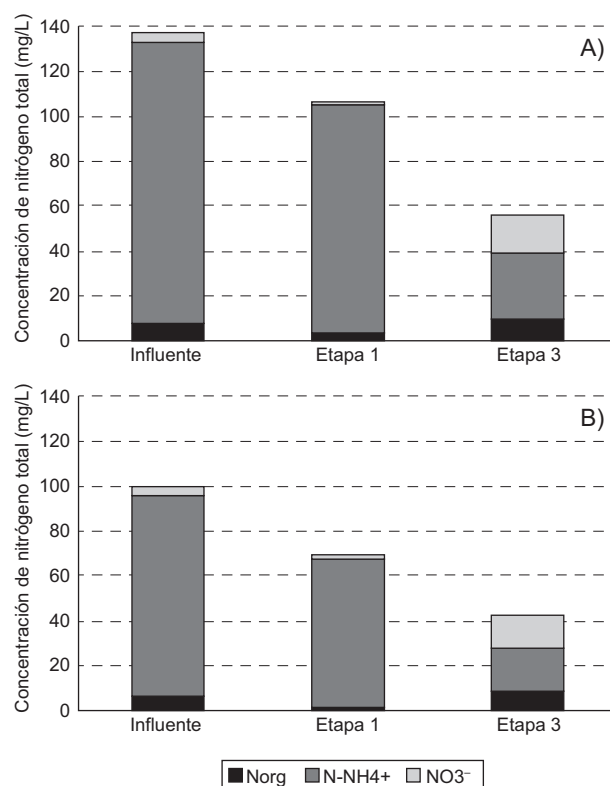 A)
Concentración de nitrógeno total (mg/L)
140
120
100
80
60
40
20
0
Influente Etapa 1 Etapa 3
B)
Concentración de nitrógeno total (mg/L)
140
120
100
80
60
40
20
0
Influente Etapa 1 Etapa 3
Norg N-NH4+ NO3⁻